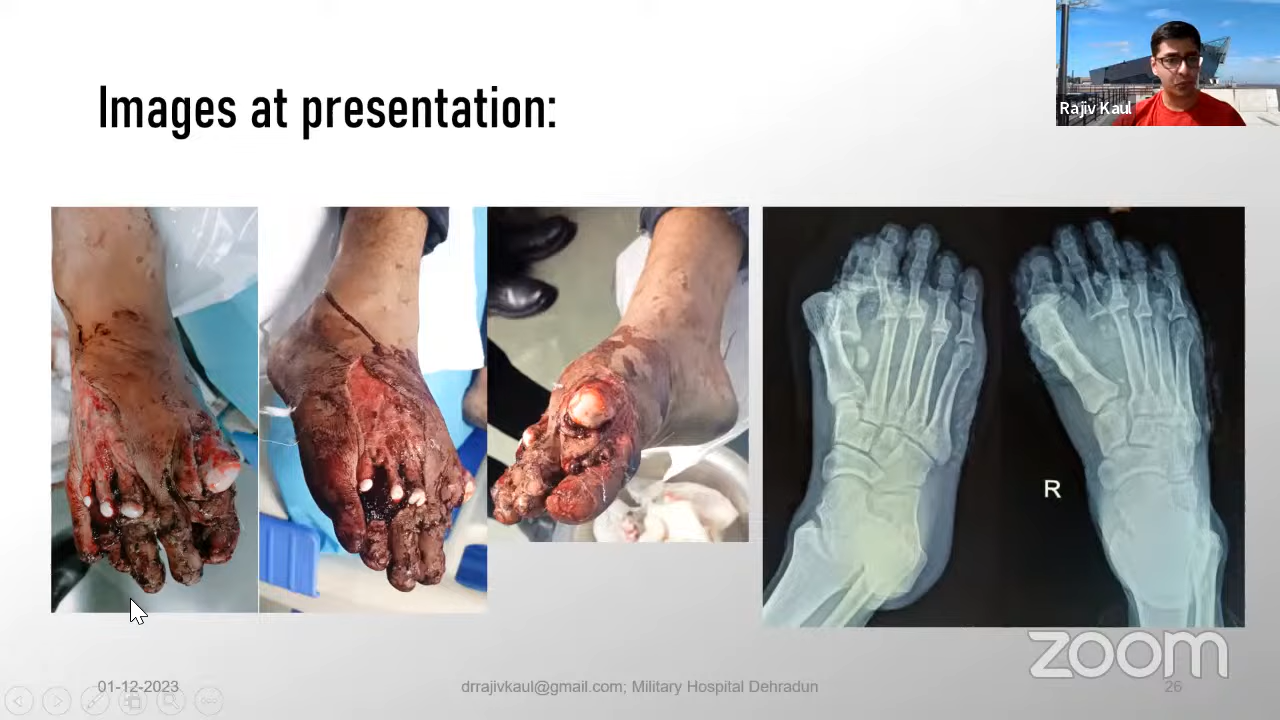 Images at presentation:
Rajiv Kaul
R
zoom
01-12-2023
drrajivkaul@gmail.com; Military Hospital Dehradun
26